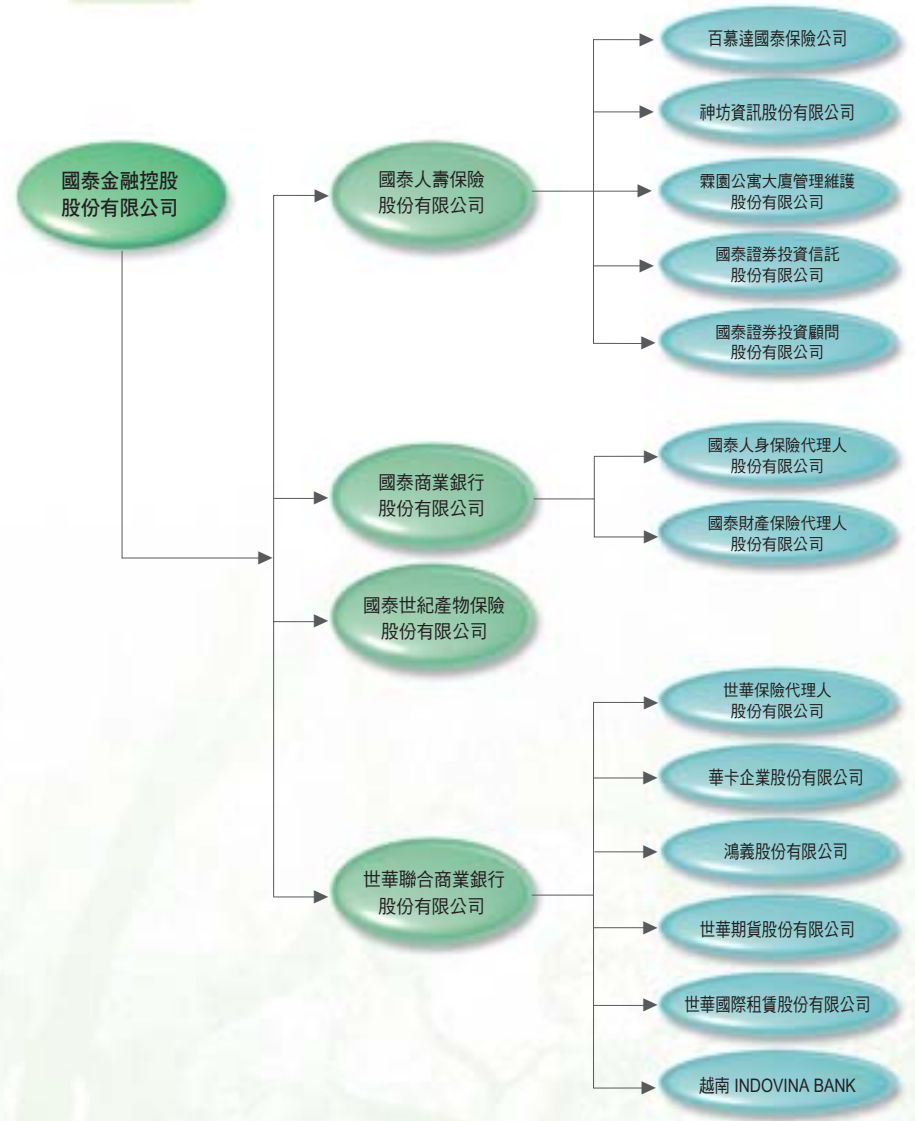 國泰金融控股
股份有限公司
國泰人壽保險
股份有限公司
百慕達國泰保險公司
神坊資訊股份有限公司
霖園公寓大廈管理維護
股份有限公司
國泰證券投資信託
股份有限公司
國泰證券投資顧問
股份有限公司
國泰商業銀行
股份有限公司
國泰人身保險代理人
股份有限公司
國泰財產保險代理人
股份有限公司
國泰世紀產物保險
股份有限公司
世華聯合商業銀行
股份有限公司
世華保險代理人
股份有限公司
華卡企業股份有限公司
鴻義股份有限公司
世華期貨股份有限公司
世華國際租賃股份有限公司
越南 INDOVINA BANK